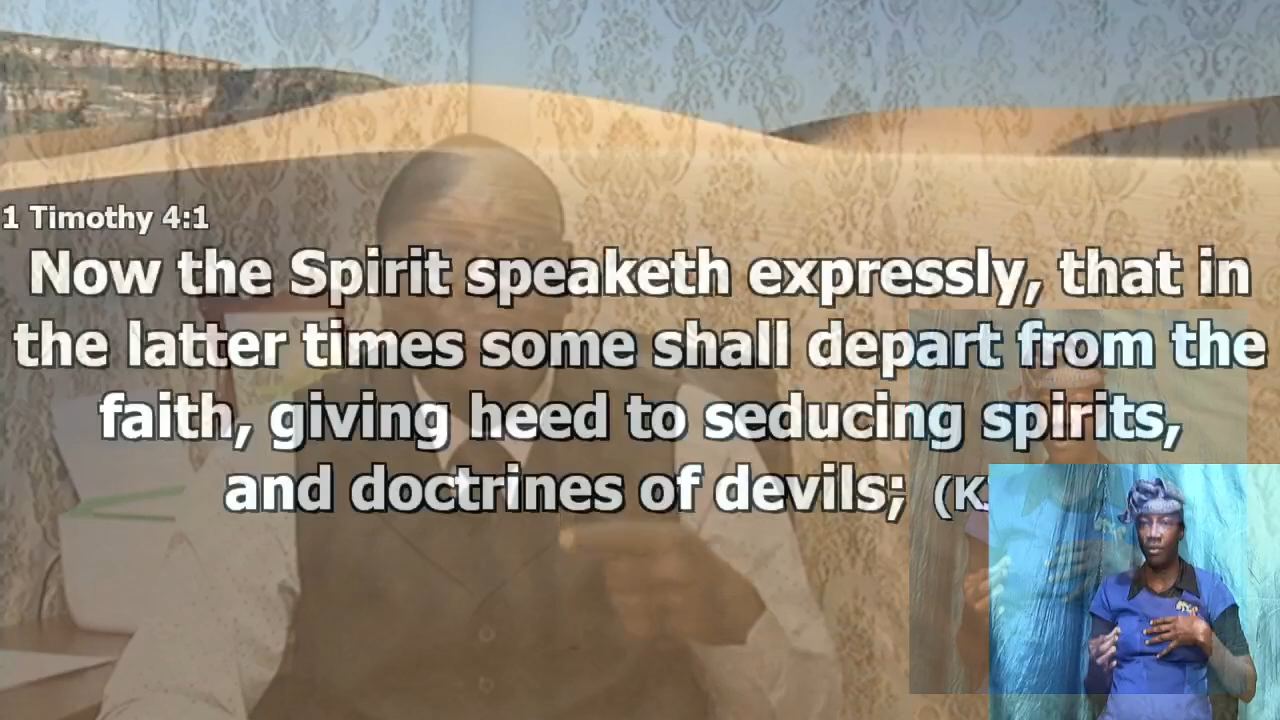 1 Timothy 4:1
Now the Spirit speaketh expressly, that in
the latter times some shall depart from the
faith, giving heed to seducing spirits,
and doctrines of devils;